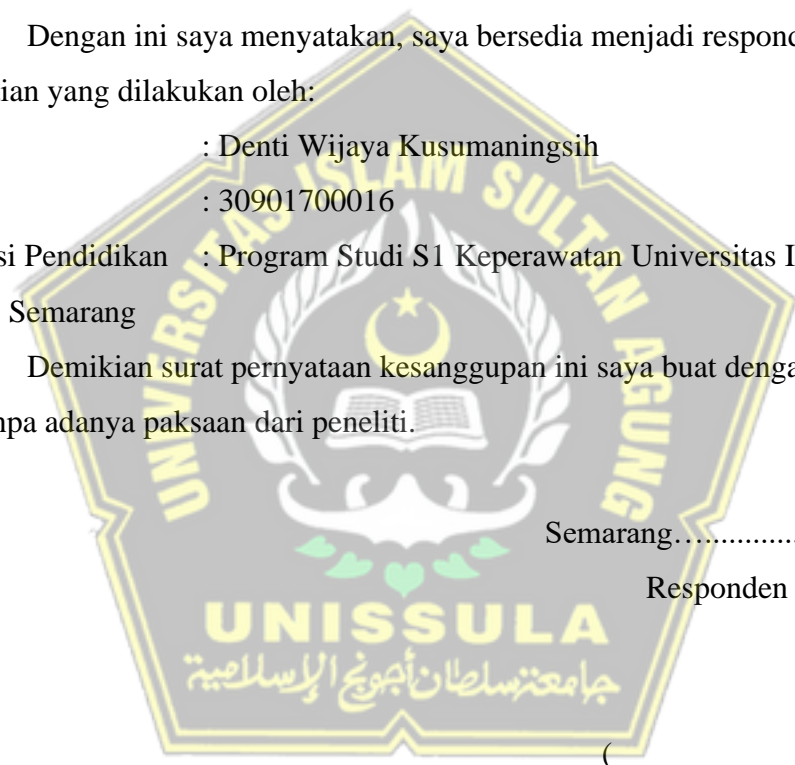 Dengan ini saya menyatakan, saya bersedia menjadi respond
ian yang dilakukan oleh:
: Denti Wijaya Kusumaningsih
: 30901700016
si Pendidikan : Program Studi S1 Keperawatan Universitas I
Semarang
Demikian surat pernyataan kesanggupan ini saya buat denga
npa adanya paksaan dari peneliti.
Semarang….............
Responden
(
UNIVERSITAS ISLAM SULTAN AGUNG
UNISSULA
جامعة سلطان أجونج الإسلامية